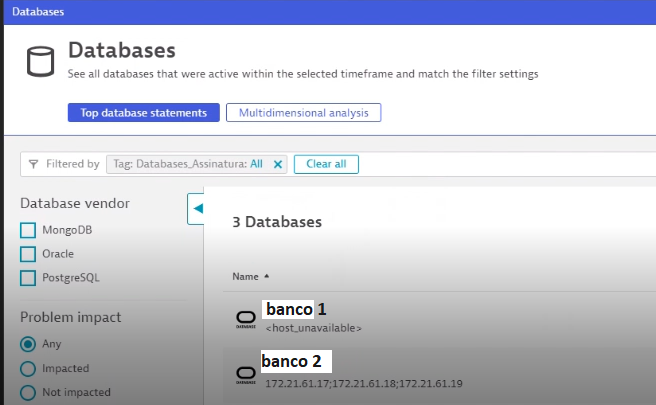 Databases
Databases
See all databases that were active within the selected timeframe and match the filter settings
Top database statements
Multidimensional analysis
Filtered by
Tag: Databases_Assinatura: All
Clear all
Database vendor
MongoDB
Oracle
PostgreSQL
Problem impact
Any
Impacted
Not impacted
3 Databases
Name
banco 1
<host_unavailable>
banco 2
172.21.61.17;172.21.61.18;172.21.61.19